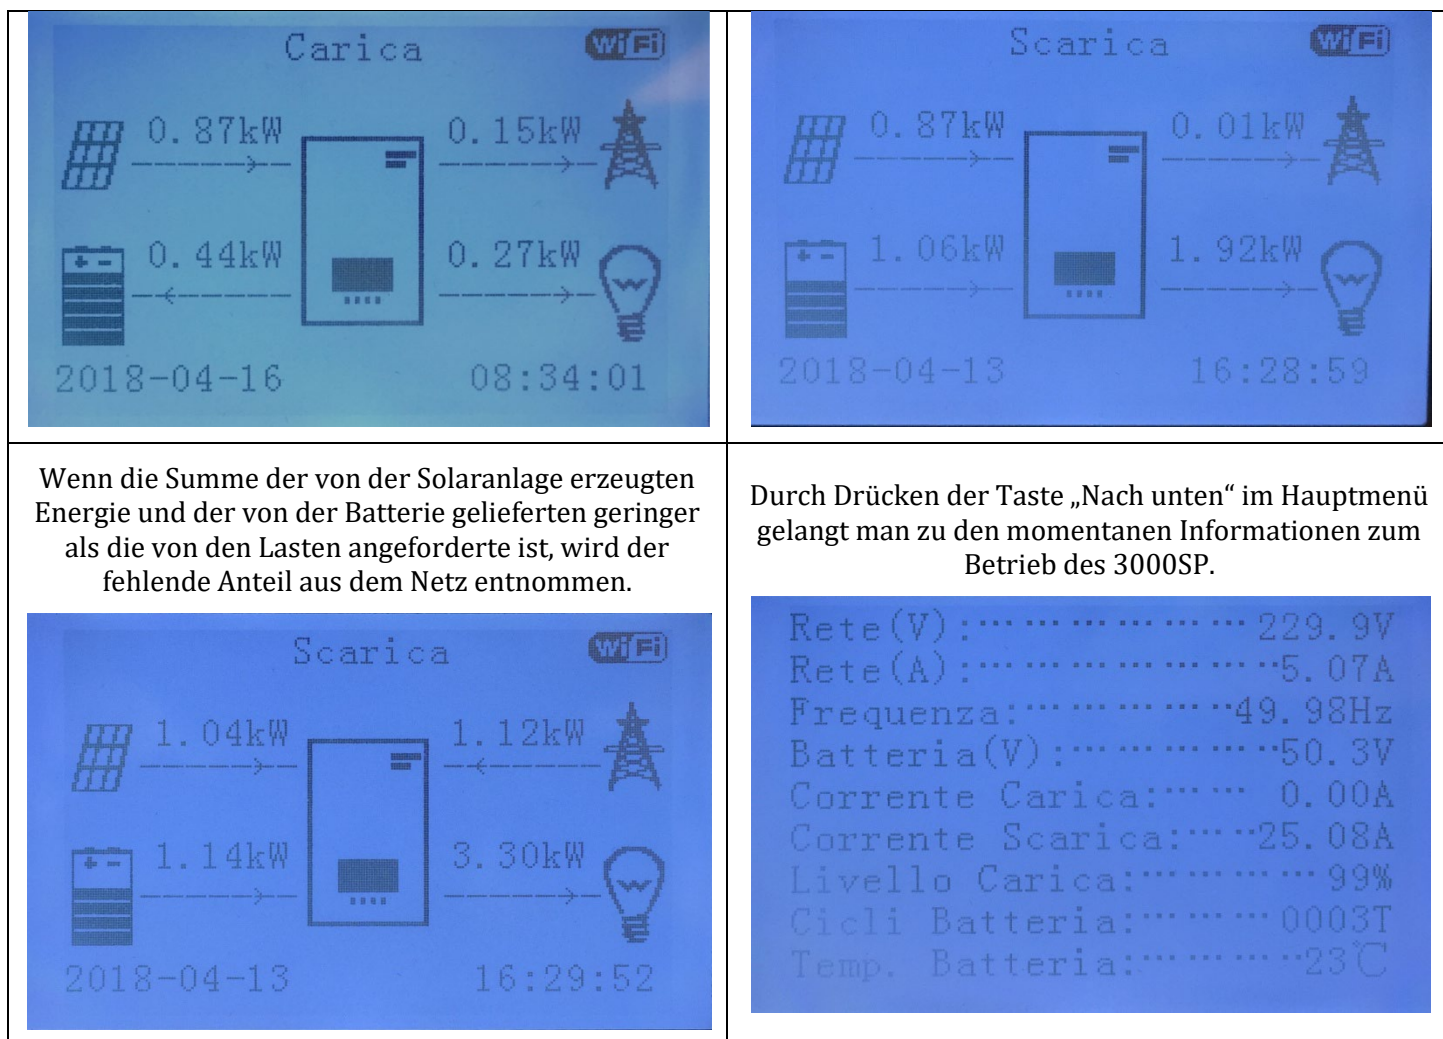 Carica WiFi
0.87kW 0.15kW
0.44kW 0.27kW
2018-04-16 08:34:01
Scarica WiFi
0.87kW 0.01kW
1.06kW 1.92kW
2018-04-13 16:28:59
Wenn die Summe der von der Solaranlage erzeugten
Energie und der von der Batterie gelieferten geringer
als die von den Lasten angeforderte ist, wird der
fehlende Anteil aus dem Netz entnommen.
Scarica WiFi
1.04kW 1.12kW
1.14kW 3.30kW
2018-04-13 16:29:52
Durch Drücken der Taste „Nach unten“ im Hauptmenü
gelangt man zu den momentanen Informationen zum
Betrieb des 3000SP.
Rete(V):………………………229.9V
Rete(A):………………………5.07A
Frequenza:………………49.98Hz
Batteria(V):………………50.3V
Corrente Carica:…… 0.00A
Corrente Scarica:……25.08A
Livello Carica:…………99%
Cicli Batteria:…………0003T
Temp. Batteria:…………23℃